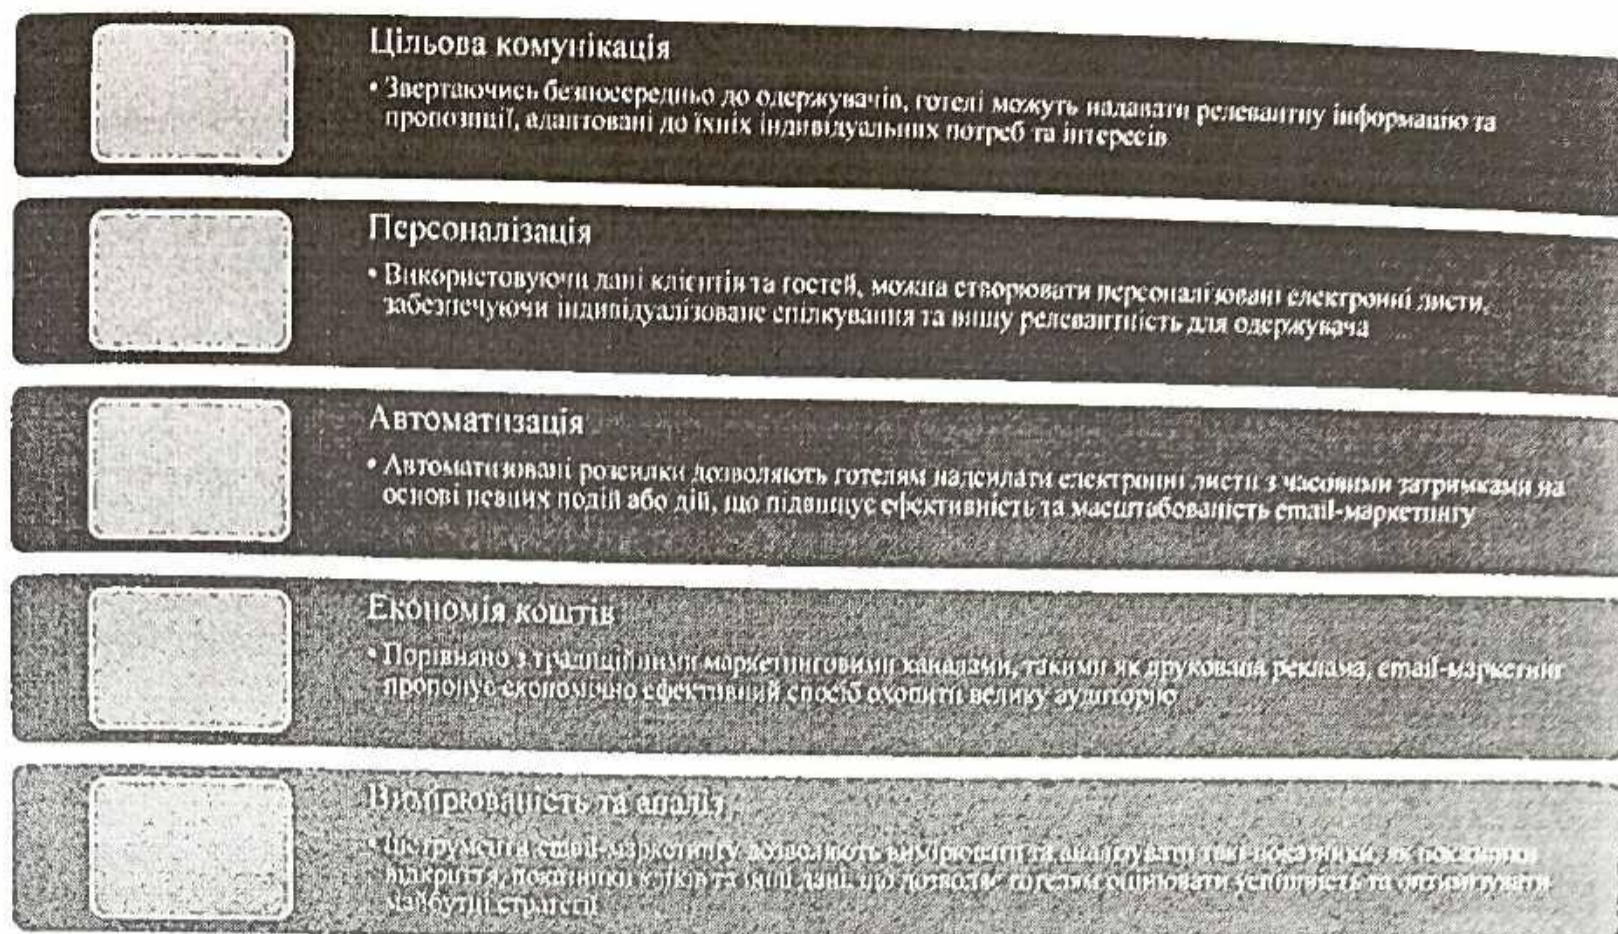 Цільова комунікація
• Звертаючись безпосередньо до одержувачів, готелі можуть надавати релевантну інформацію та
пропозиції, адаптовані до їхніх індивідуальних потреб та інтересів
Персоналізація
• Використовуючи дані клієнтів та гостей, можна створювати персоналізовані електронні листи,
забезпечуючи індивідуалізоване спілкування та вищу релевантність для одержувача
Автоматизація
• Автоматизовані розсилки дозволяють готелям надсилати електронні листи з часовими затримками на
основі певних подій або дій, що підвищує ефективність та масштабованість email-маркетингу
Економія коштів
• Порівняно з традиційними маркетинговими каналами, такими як друкована реклама, email-маркетинг
пропонує економічно ефективний спосіб охопити велику аудиторію
Вимірюваність та аналіз
• Інструменти email-маркетингу дозволяють вимірювати та аналізувати такі показники, як показники
відкриття, показники кліків та інші дані, що дозволяє готелям оцінювати успішність та оптимізувати
майбутні стратегії